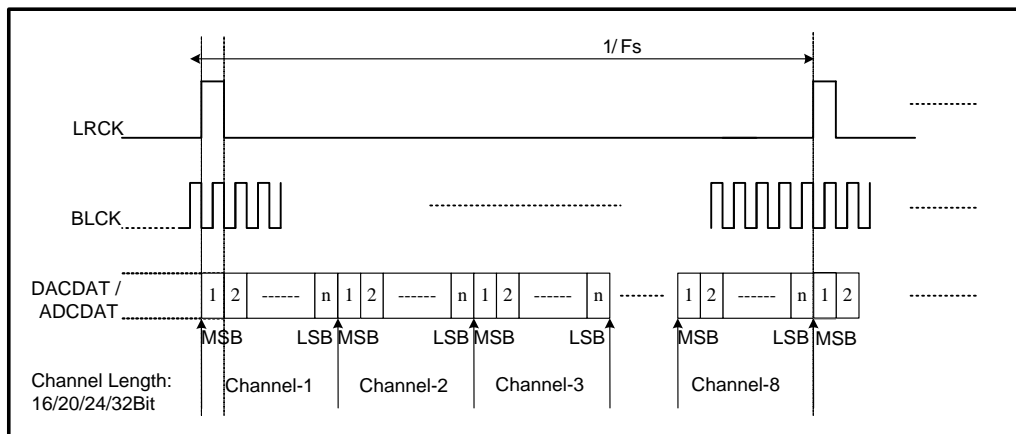 1/ Fs
LRCK
BLCK
DACDAT /
ADCDAT
1 2 ------ n 1 2 ------ n 1 2 ------ n 1 2 ------ n 1 2
MSB LSB MSB LSB MSB LSB MSB LSB MSB
Channel Length:
16/20/24/32Bit
Channel-1 Channel-2 Channel-3 Channel-8